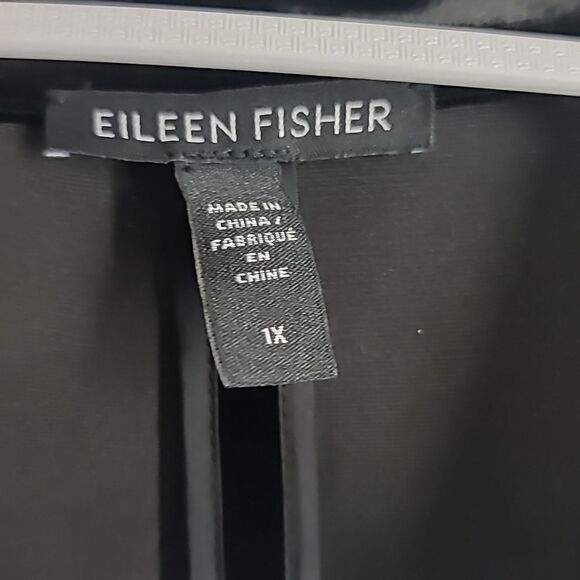 EILEEN FISHER
MADE IN
CHINA /
FABRIQUÉ
EN
CHINE
1X